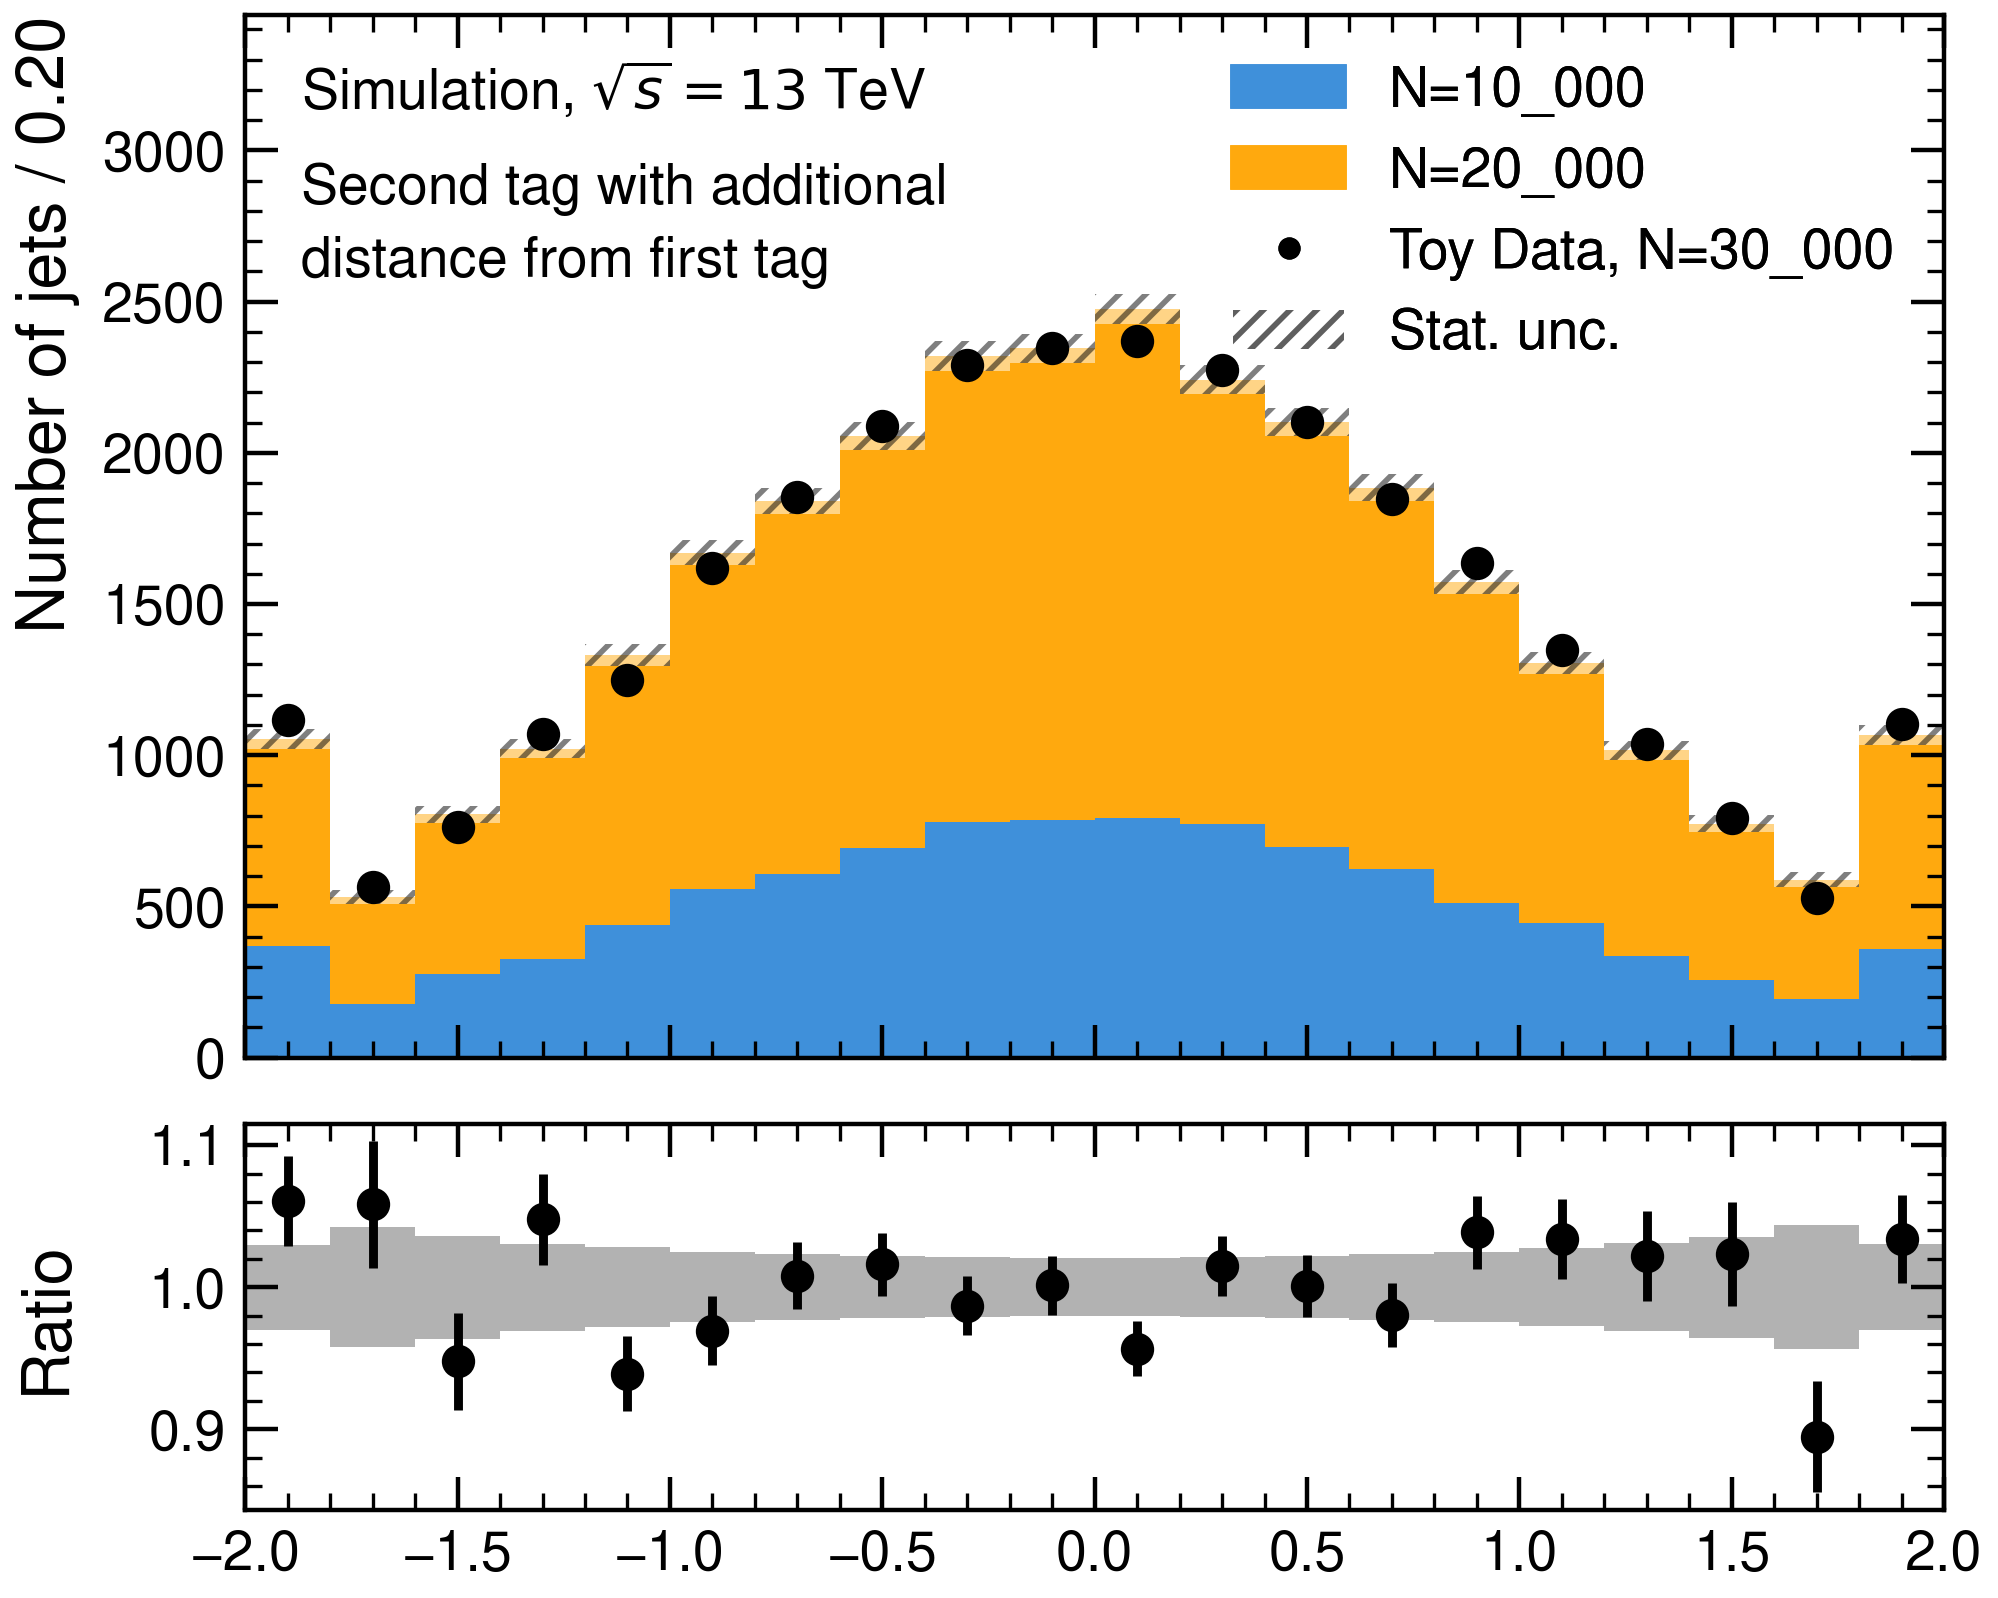 Number of jets / 0.20
Simulation, √s = 13 TeV
Second tag with additional
distance from first tag
N=10_000
N=20_000
Toy Data, N=30_000
Stat. unc.
3000
2500
2000
1500
1000
500
0
Ratio
1.1
1.0
0.9
−2.0 −1.5 −1.0 −0.5 0.0 0.5 1.0 1.5 2.0